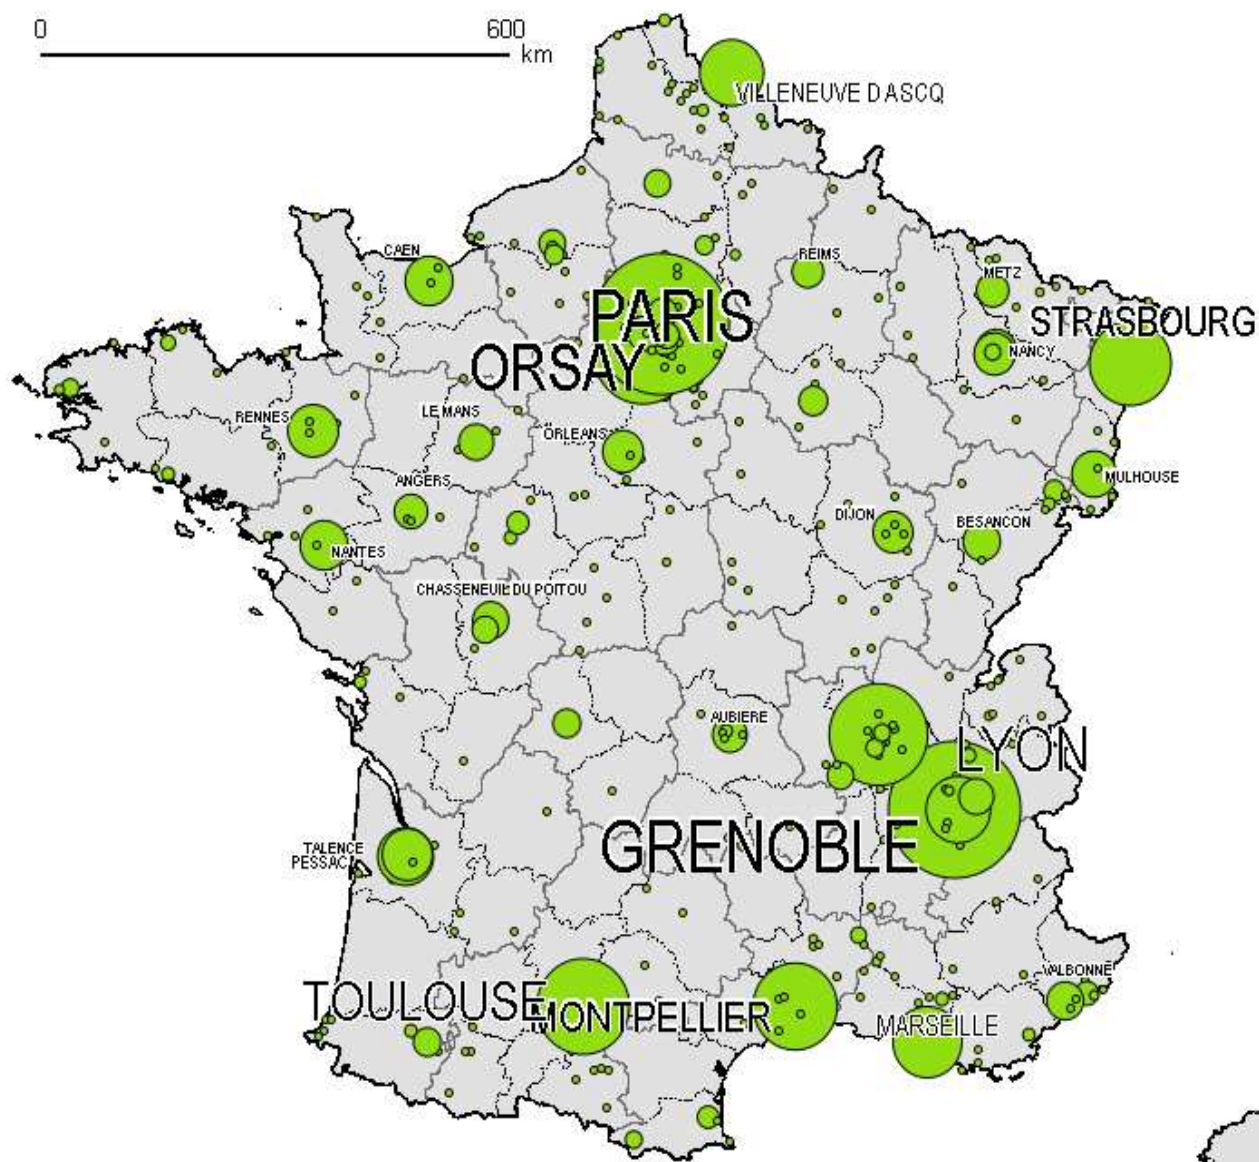 0 600
km
VILLENEUVE D ASCQ
CAEN
REIMS
METZ
PARIS
STRASBOURG
ORSAY
NANCY
LE MANS
RENNES
ORLEANS
ANGERS
MULHOUSE
DIJON
BESANCON
NANTES
CHASSENEUIL DU POITOU
AUBIERE
LYON
GRENOBLE
TALENCE
PESSAC
VALBONNE
TOULOUSE
MONTPELLIER
MARSEILLE